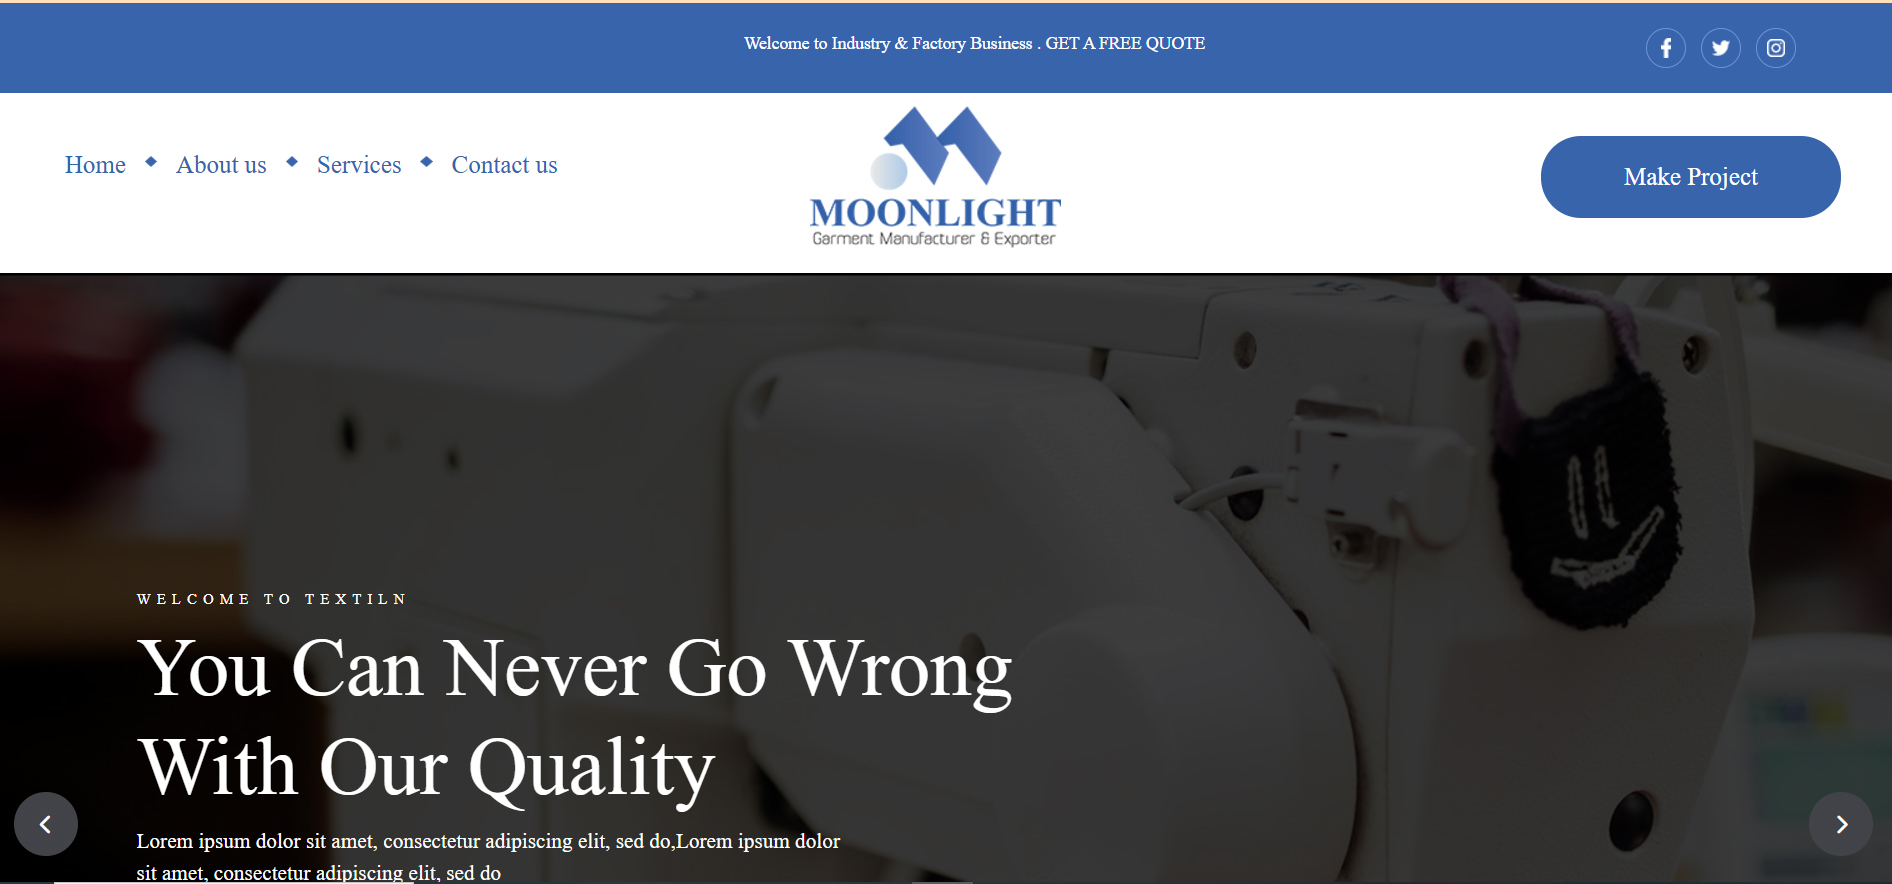 Welcome to Industry & Factory Business . GET A FREE QUOTE
Home
About us
Services
Contact us
MOONLIGHT
Garment Manufacturer & Exporter
Make Project
WELCOME TO TEXTILN
You Can Never Go Wrong
With Our Quality
Lorem ipsum dolor sit amet, consectetur adipiscing elit, sed do,Lorem ipsum dolor
sit amet, consectetur adipiscing elit, sed do